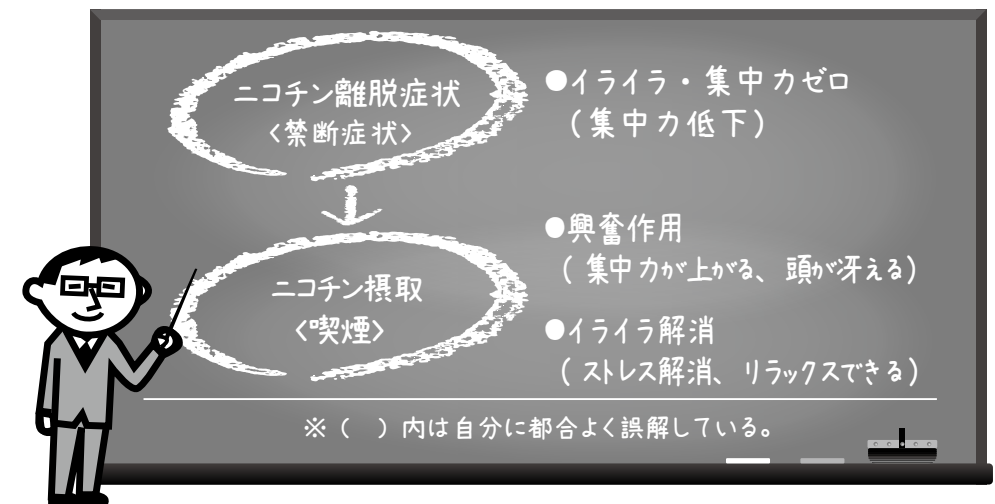 ニコチン離脱症状
<禁断症状>
●イライラ・集中力ゼロ
(集中力低下)
ニコチン摂取
<喫煙>
●興奮作用
(集中力が上がる、頭が冴える)
●イライラ解消
(ストレス解消、リラックスできる)
※( )内は自分に都合よく誤解している。